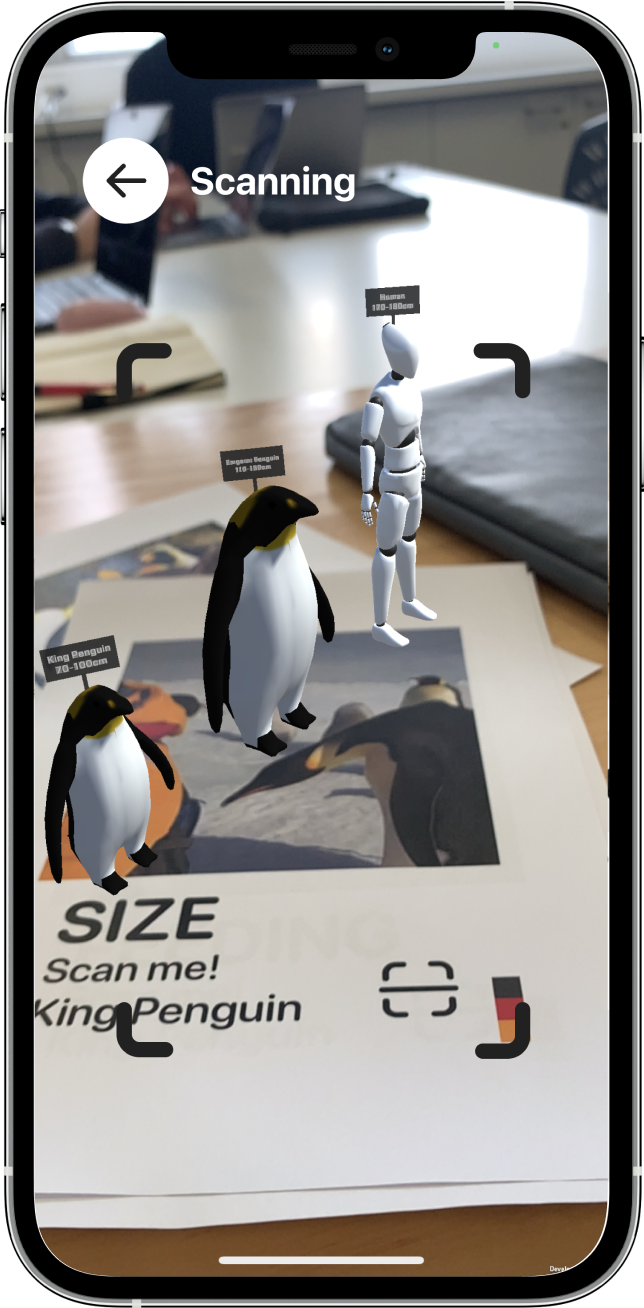 Scanning
Human
170-180cm
Emperor Penguin
110-130cm
King Penguin
70-100cm
SIZE
Scan me!
King Penguin